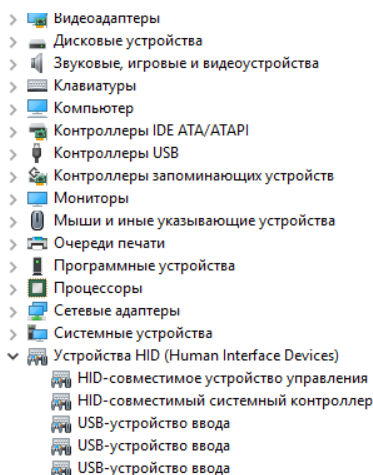 Видеоадаптеры
Дисковые устройства
Звуковые, игровые и видеоустройства
Клавиатуры
Компьютер
Контроллеры IDE ATA/ATAPI
Контроллеры USB
Контроллеры запоминающих устройств
Мониторы
Мыши и иные указывающие устройства
Очереди печати
Программные устройства
Процессоры
Сетевые адаптеры
Системные устройства
Устройства HID (Human Interface Devices)
HID-совместимое устройство управления
HID-совместимый системный контроллер
USB-устройство ввода
USB-устройство ввода
USB-устройство ввода